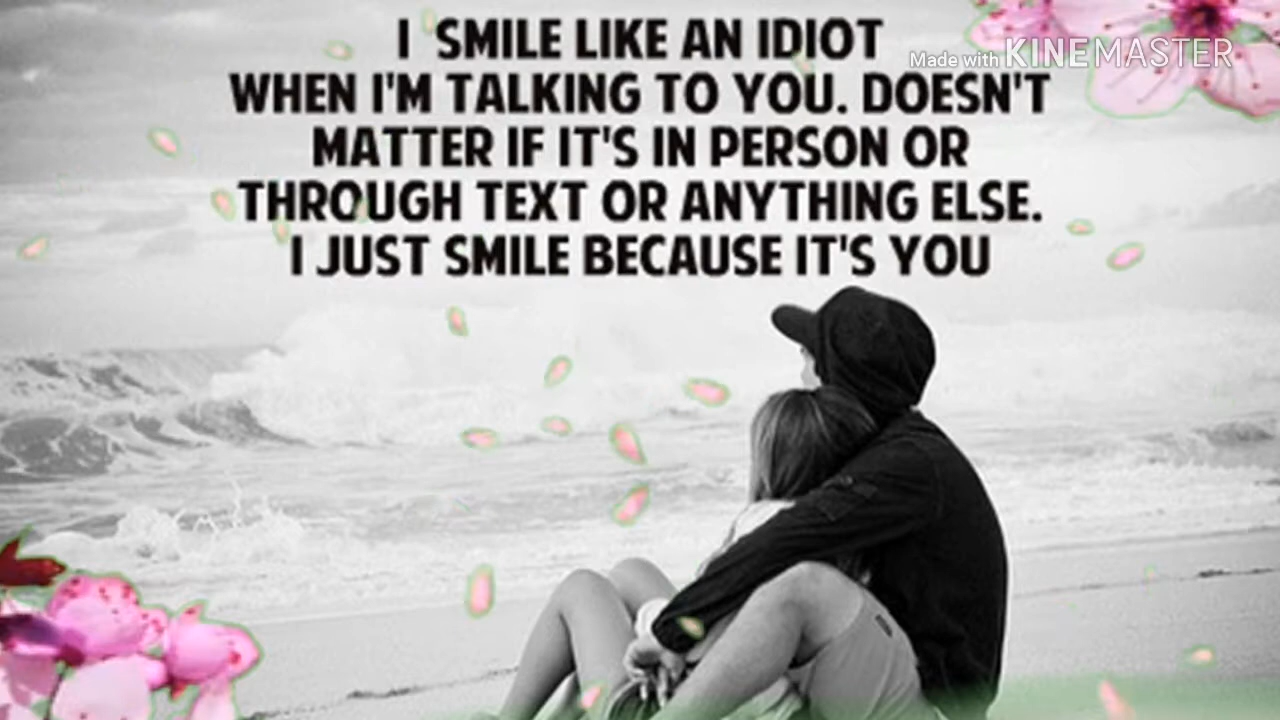 I SMILE LIKE AN IDIOT
Made with KINEMASTER
WHEN I'M TALKING TO YOU. DOESN'T
MATTER IF IT'S IN PERSON OR
THROUGH TEXT OR ANYTHING ELSE.
I JUST SMILE BECAUSE IT'S YOU